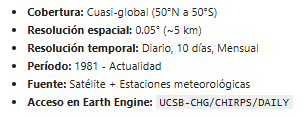 • Cobertura: Cuasi-global (50°N a 50°S)
• Resolución espacial: 0.05° (~5 km)
• Resolución temporal: Diario, 10 días, Mensual
• Período: 1981 - Actualidad
• Fuente: Satélite + Estaciones meteorológicas
• Acceso en Earth Engine: UCSB-CHG/CHIRPS/DAILY